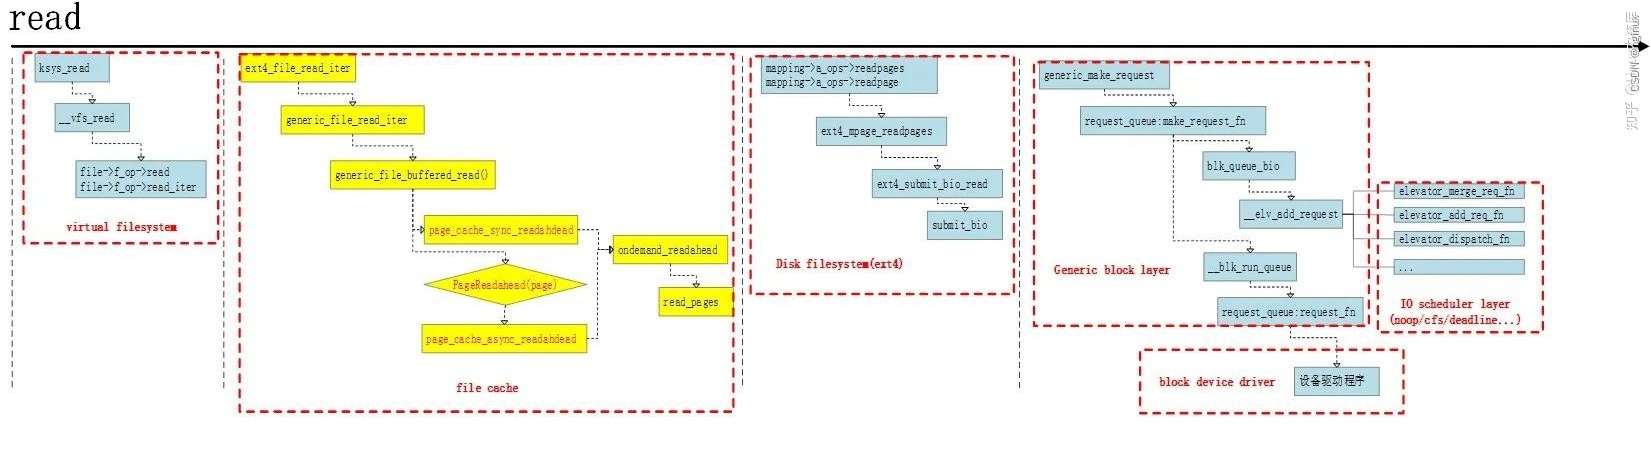 read
ksys_read
__vfs_read
file->f_op->read
file->f_op->read_iter
virtual filesystem
ext4_file_read_iter
generic_file_read_iter
generic_file_buffered_read()
page_cache_sync_readahdead
PageReadahead(page)
page_cache_async_readahdead
ondemand_readahead
read_pages
file cache
mapping->a_ops->readpages
mapping->a_ops->readpage
ext4_mpage_readpages
ext4_submit_bio_read
submit_bio
Disk filesystem(ext4)
generic_make_request
request_queue:make_request_fn
blk_queue_bio
__elv_add_request
__blk_run_queue
request_queue:request_fn
Generic block layer
elevator_merge_req_fn
elevator_add_req_fn
elevator_dispatch_fn
...
IO scheduler layer
(noop/cfs/deadline...)
block device driver
设备驱动程序
知乎
CSDN